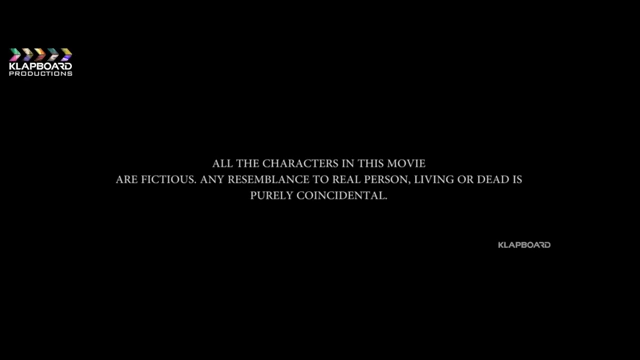 KLAPBOARD
PRODUCTIONS
ALL THE CHARACTERS IN THIS MOVIE
ARE FICTIOUS. ANY RESEMBLANCE TO REAL PERSON, LIVING OR DEAD IS
PURELY COINCIDENTAL.
KLAPBOARD